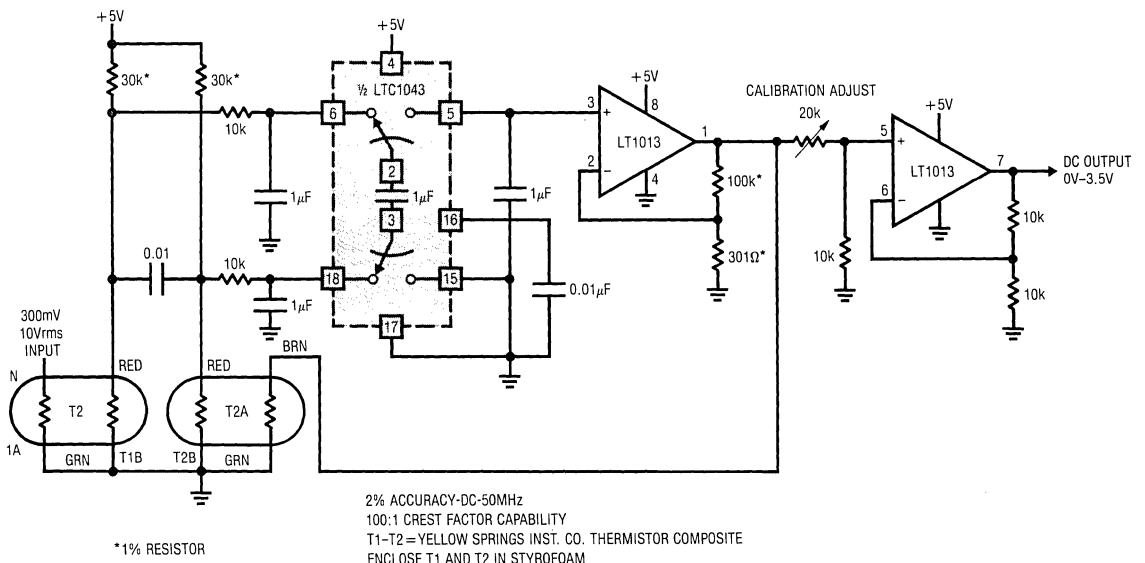 +5V
30k*
30k*
10k
1µF
0.01
10k
1µF
300mV
10Vrms
INPUT
N
1A
RED
T2
GRN
T1B
RED
T2A
T2B
GRN
BRN
+5V
4
½ LTC1043
6
5
2
1µF
3
16
18
15
17
1µF
0.01µF
+5V
3
+
8
LT1013
1
2
–
4
100k*
301Ω*
CALIBRATION ADJUST
20k
10k
+5V
5
+
LT1013
7
6
–
10k
10k
DC OUTPUT
0V–3.5V
*1% RESISTOR
2% ACCURACY-DC-50MHz
100:1 CREST FACTOR CAPABILITY
T1-T2=YELLOW SPRINGS INST. CO. THERMISTOR COMPOSITE
ENCLOSE T1 AND T2 IN STYROFOAM